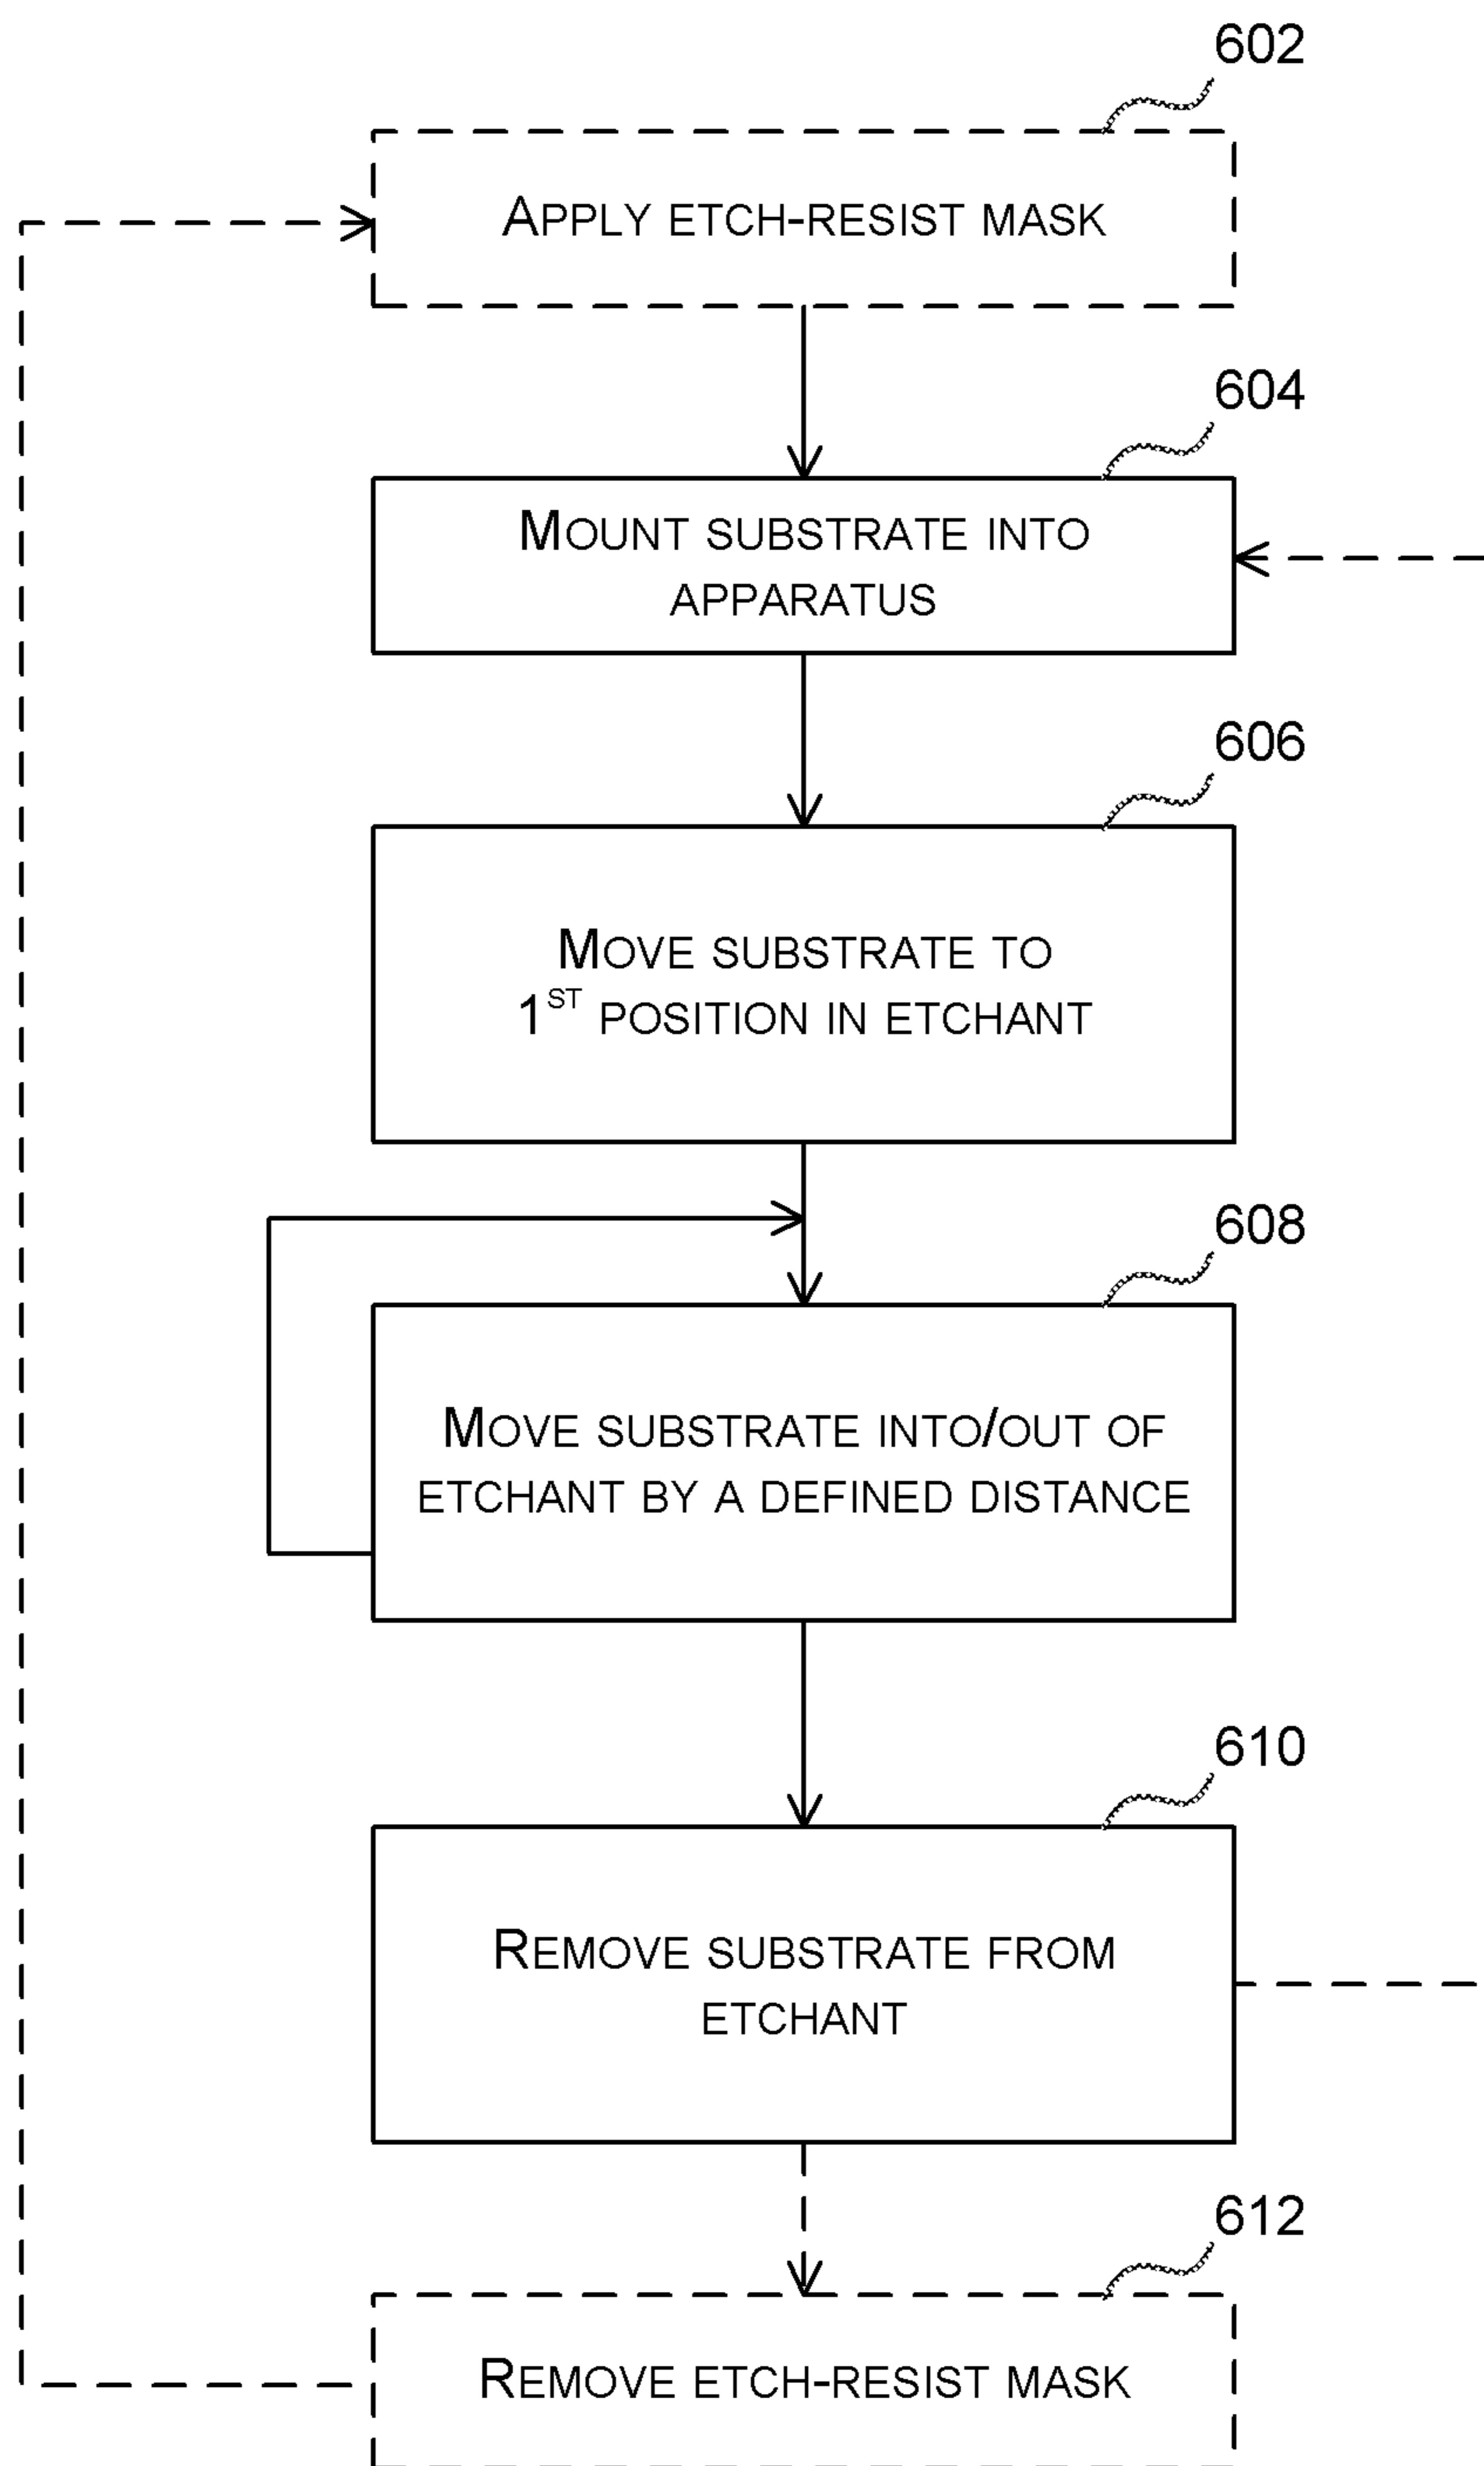 602
APPLY ETCH-RESIST MASK
604
MOUNT SUBSTRATE INTO
APPARATUS
606
MOVE SUBSTRATE TO
1ST POSITION IN ETCHANT
608
MOVE SUBSTRATE INTO/OUT OF
ETCHANT BY A DEFINED DISTANCE
610
REMOVE SUBSTRATE FROM
ETCHANT
612
REMOVE ETCH-RESIST MASK